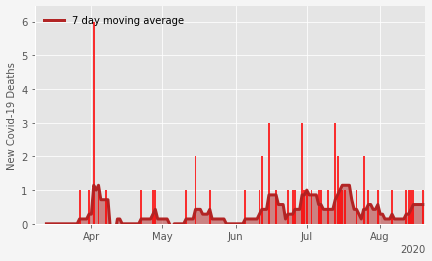 7 day moving average
New Covid-19 Deaths
6
5
4
3
2
1
0
Apr
May
Jun
Jul
Aug
2020